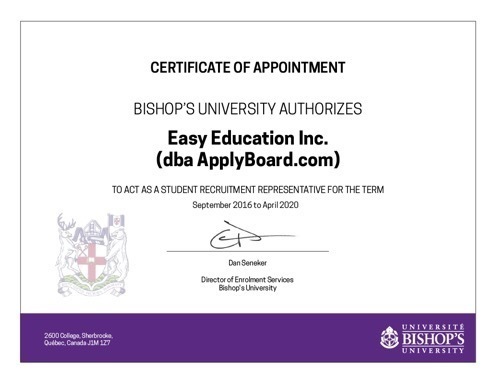 CERTIFICATE OF APPOINTMENT
BISHOP'S UNIVERSITY AUTHORIZES
Easy Education Inc.
(dba ApplyBoard.com)
TO ACT AS A STUDENT RECRUITMENT REPRESENTATIVE FOR THE TERM
September 2016 to April 2020
Dan Seneker
Director of Enrolment Services
Bishop's University
2600 College, Sherbrooke,
Québec, Canada J1M 1Z7
UNIVERSITÉ
BISHOP'S
UNIVERSITY